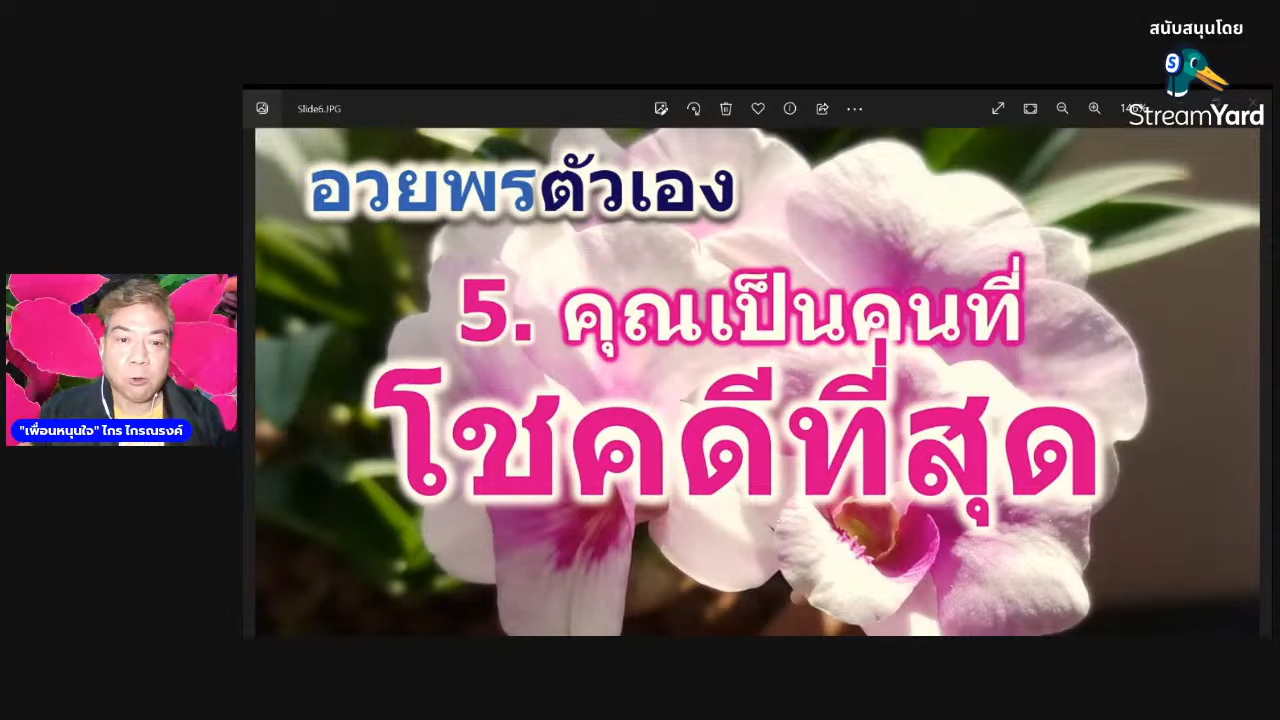 สนับสนุนโดย
StreamYard
Slide6.JPG
อวยพรตัวเอง
5. คุณเป็นคนที่
โชคดีที่สุด
"เพื่อนหนุนใจ" ไกร ไกรณรงค์